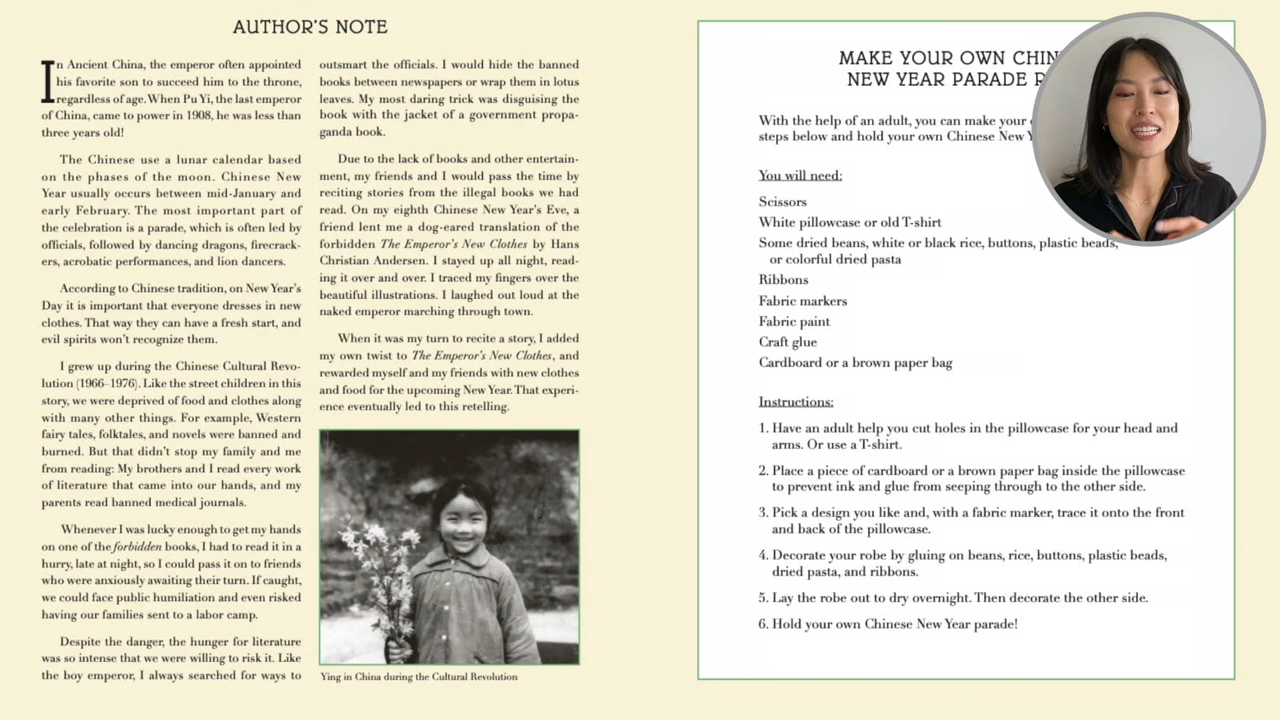 AUTHOR'S NOTE
In Ancient China, the emperor often appointed
his favorite son to succeed him to the throne,
regardless of age. When Pu Yi, the last emperor
of China, came to power in 1908, he was less than
three years old!
The Chinese use a lunar calendar based
on the phases of the moon. Chinese New
Year usually occurs between mid-January and
early February. The most important part of
the celebration is a parade, which is often led by
officials, followed by dancing dragons, firecrack-
ers, acrobatic performances, and lion dancers.
According to Chinese tradition, on New Year's
Day it is important that everyone dresses in new
clothes. That way they can have a fresh start, and
evil spirits won't recognize them.
I grew up during the Chinese Cultural Revo-
lution (1966–1976). Like the street children in this
story, we were deprived of food and clothes along
with many other things. For example, Western
fairy tales, folktales, and novels were banned and
burned. But that didn't stop my family and me
from reading: My brothers and I read every work
of literature that came into our hands, and my
parents read banned medical journals.
Whenever I was lucky enough to get my hands
on one of the forbidden books, I had to read it in a
hurry, late at night, so I could pass it on to friends
who were anxiously awaiting their turn. If caught,
we could face public humiliation and even risked
having our families sent to a labor camp.
Despite the danger, the hunger for literature
was so intense that we were willing to risk it. Like
the boy emperor, I always searched for ways to
outsmart the officials. I would hide the banned
books between newspapers or wrap them in lotus
leaves. My most daring trick was disguising the
book with the jacket of a government propa-
ganda book.
Due to the lack of books and other entertain-
ment, my friends and I would pass the time by
reciting stories from the illegal books we had
read. On my eighth Chinese New Year's Eve, a
friend lent me a dog-eared translation of the
forbidden The Emperor's New Clothes by Hans
Christian Andersen. I stayed up all night, read-
ing it over and over. I traced my fingers over the
beautiful illustrations. I laughed out loud at the
naked emperor marching through town.
When it was my turn to recite a story, I added
my own twist to The Emperor's New Clothes, and
rewarded myself and my friends with new clothes
and food for the upcoming New Year. That experi-
ence eventually led to this retelling.
Ying in China during the Cultural Revolution
MAKE YOUR OWN CHIN
NEW YEAR PARADE R
With the help of an adult, you can make your
steps below and hold your own Chinese New Y
You will need:
Scissors
White pillowcase or old T-shirt
Some dried beans, white or black rice, buttons, plastic beads,
or colorful dried pasta
Ribbons
Fabric markers
Fabric paint
Craft glue
Cardboard or a brown paper bag
Instructions:
1. Have an adult help you cut holes in the pillowcase for your head and
arms. Or use a T-shirt.
2. Place a piece of cardboard or a brown paper bag inside the pillowcase
to prevent ink and glue from seeping through to the other side.
3. Pick a design you like and, with a fabric marker, trace it onto the front
and back of the pillowcase.
4. Decorate your robe by gluing on beans, rice, buttons, plastic beads,
dried pasta, and ribbons.
5. Lay the robe out to dry overnight. Then decorate the other side.
6. Hold your own Chinese New Year parade!